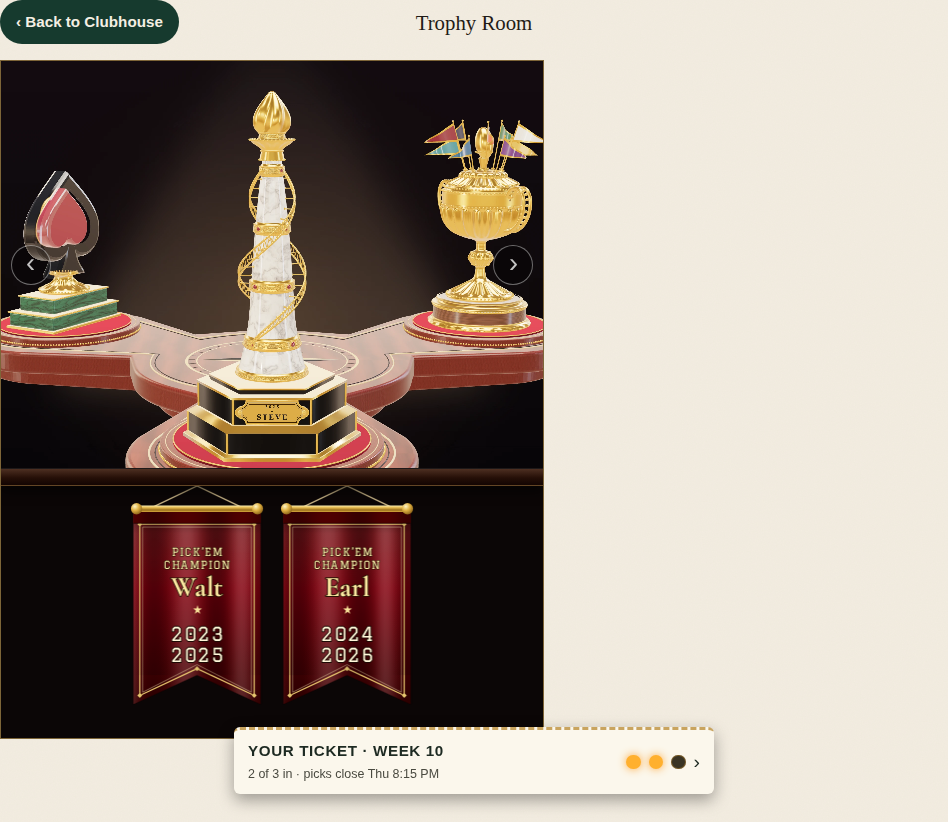 ‹ Back to Clubhouse
Trophy Room
STEVE
PICK'EM
CHAMPION
Walt
★
2023
2025
PICK'EM
CHAMPION
Earl
★
2024
2026
YOUR TICKET · WEEK 10
2 of 3 in · picks close Thu 8:15 PM